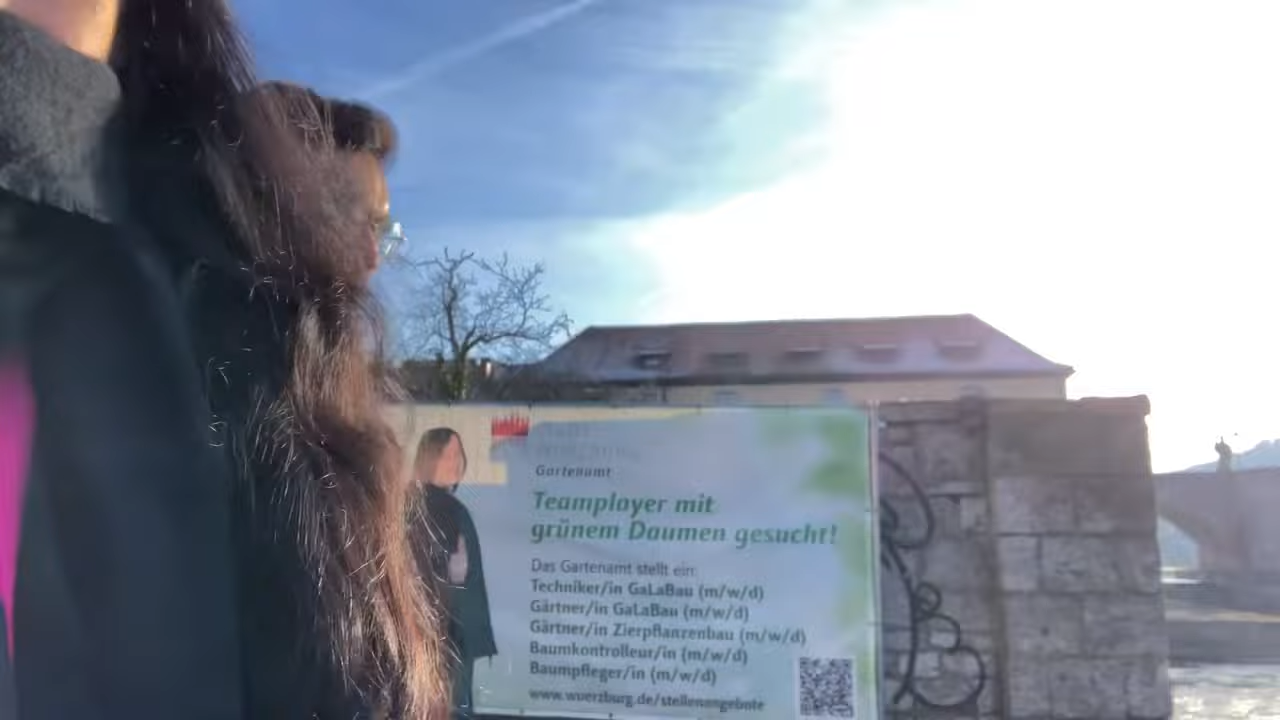 Gartenamt
Teamplayer mit
grünem Daumen gesucht!
Das Gartenamt stellt ein:
Techniker/in GaLaBau (m/w/d)
Gärtner/in GaLaBau (m/w/d)
Gärtner/in Zierpflanzenbau (m/w/d)
Baumkontrolleur/in (m/w/d)
Baumpfleger/in (m/w/d)
www.wuerzburg.de/stellenangebote